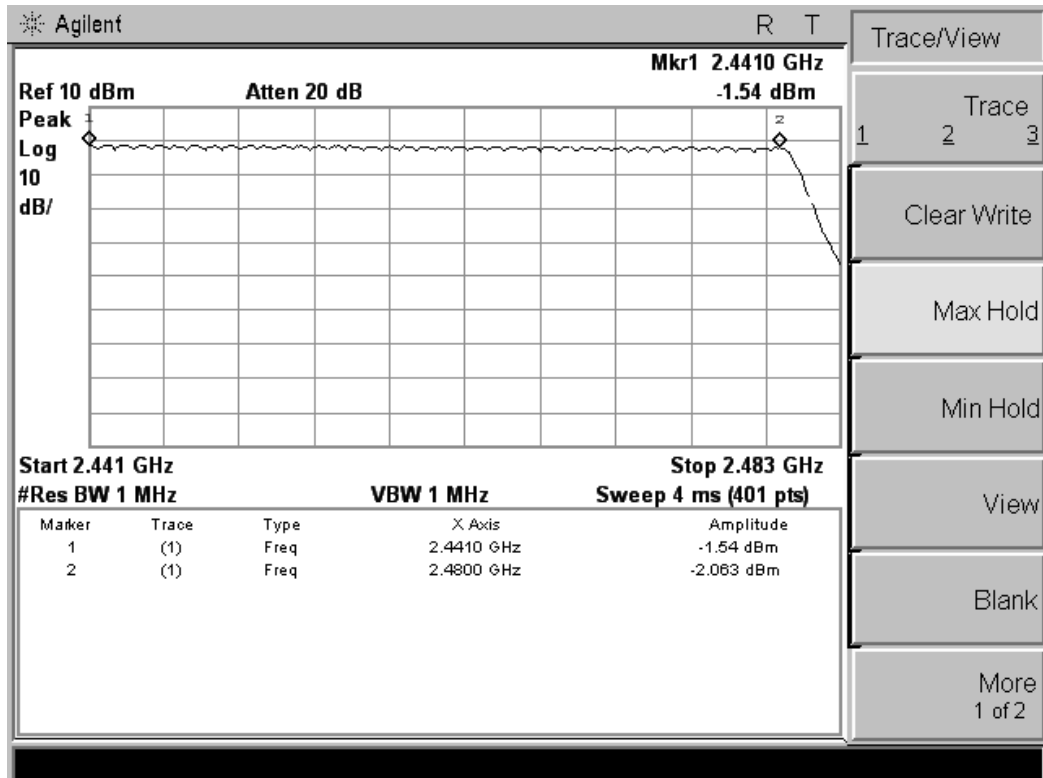 Agilent R T
Mkr1 2.4410 GHz
Ref 10 dBm Atten 20 dB -1.54 dBm
Peak
Log
10
dB/
1
2
Start 2.441 GHz Stop 2.483 GHz
#Res BW 1 MHz VBW 1 MHz Sweep 4 ms (401 pts)
Marker Trace Type X Axis Amplitude
1 (1) Freq 2.4410 GHz -1.54 dBm
2 (1) Freq 2.4800 GHz -2.063 dBm
Trace/View
Trace
1 2 3
Clear Write
Max Hold
Min Hold
View
Blank
More
1 of 2